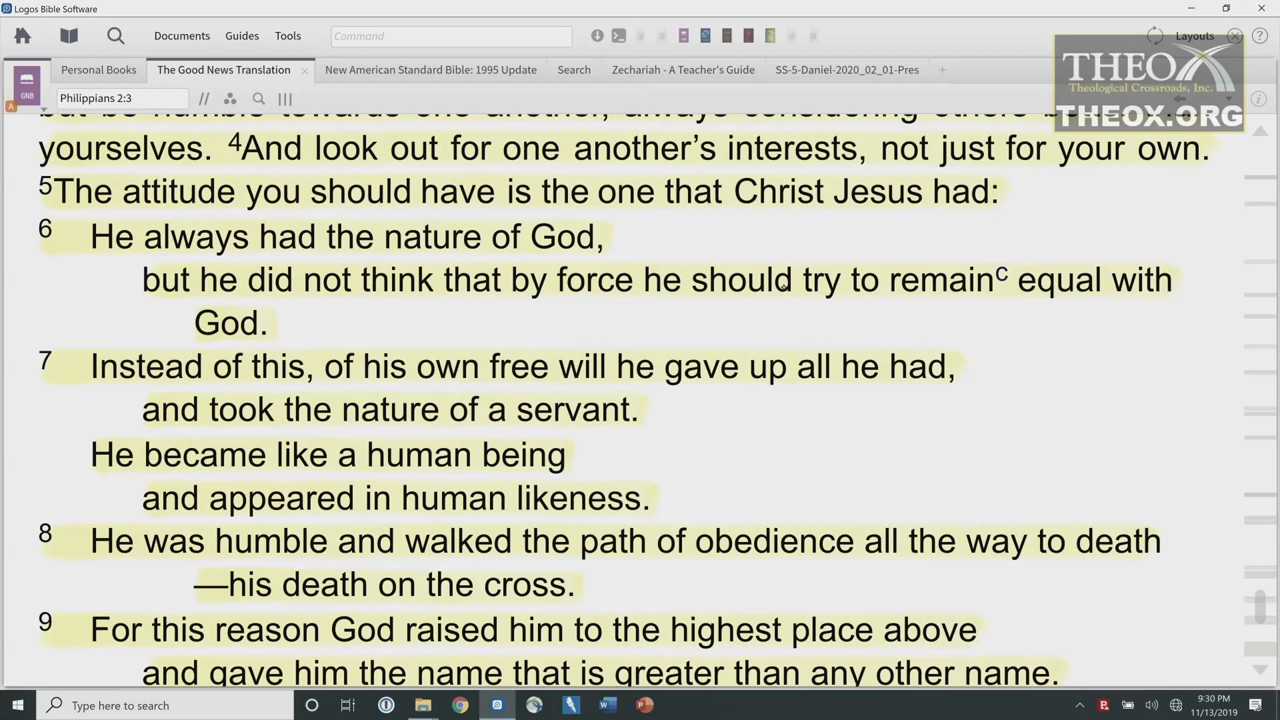 Logos Bible Software
Documents Guides Tools Command Layouts
THEOX
Theological Crossroads, Inc.
THEOX.ORG
Personal Books The Good News Translation New American Standard Bible: 1995 Update Search Zechariah - A Teacher's Guide SS-5-Daniel-2020_02_01-Pres
GNB
A
Philippians 2:3
but be humble towards one another, always considering others
yourselves. 4And look out for one another’s interests, not just for your own.
5The attitude you should have is the one that Christ Jesus had:
6 He always had the nature of God,
but he did not think that by force he should try to remainc equal with
God.
7 Instead of this, of his own free will he gave up all he had,
and took the nature of a servant.
He became like a human being
and appeared in human likeness.
8 He was humble and walked the path of obedience all the way to death
—his death on the cross.
9 For this reason God raised him to the highest place above
and gave him the name that is greater than any other name.
Type here to search
9:30 PM
11/13/2019